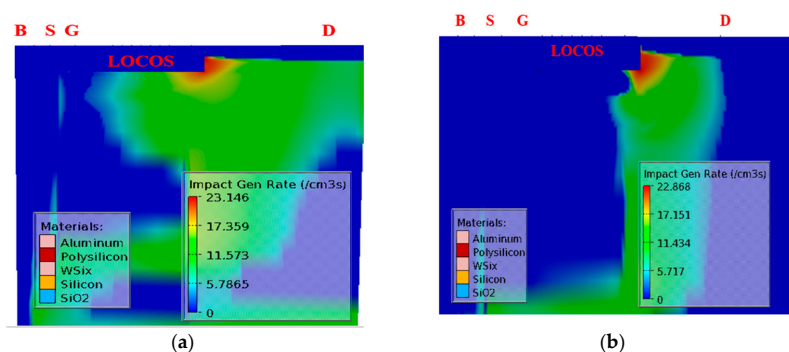 B S G D
LOCOS
Impact Gen Rate (/cm3s)
23.146
17.359
11.573
5.7865
0
Materials:
Aluminum
Polysilicon
WSix
Silicon
SiO2
(a)
B S G D
LOCOS
Impact Gen Rate (/cm3s)
22.868
17.151
11.434
5.717
0
Materials:
Aluminum
Polysilicon
WSix
Silicon
SiO2
(b)